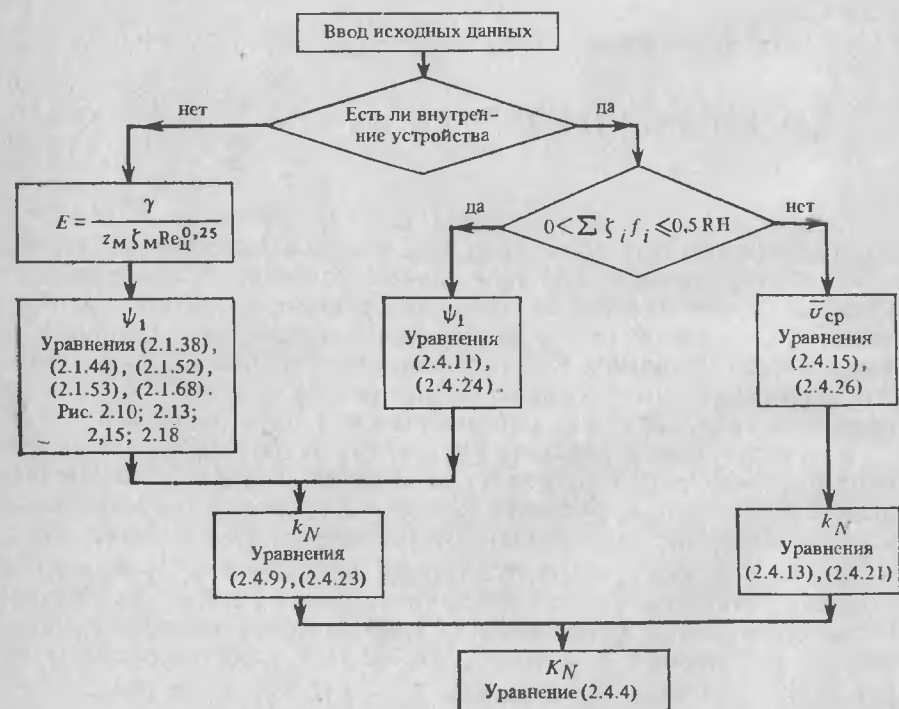 Ввод исходных данных
нет
Есть ли внутрен-
ние устройства
да
E = γ / z_М ζ_М Re_ц^0,25
да
0 < ∑ ζ_i f_i ≤ 0,5 RH
нет
ψ_1
Уравнения (2.1.38),
(2.1.44), (2.1.52),
(2.1.53), (2.1.68).
Рис. 2.10; 2.13;
2,15; 2.18
ψ_1
Уравнения
(2.4.11),
(2.4.24).
v̅_ср
Уравнения
(2.4.15),
(2.4.26)
k_N
Уравнения
(2.4.9), (2.4.23)
k_N
Уравнения
(2.4.13), (2.4.21)
K_N
Уравнение (2.4.4)